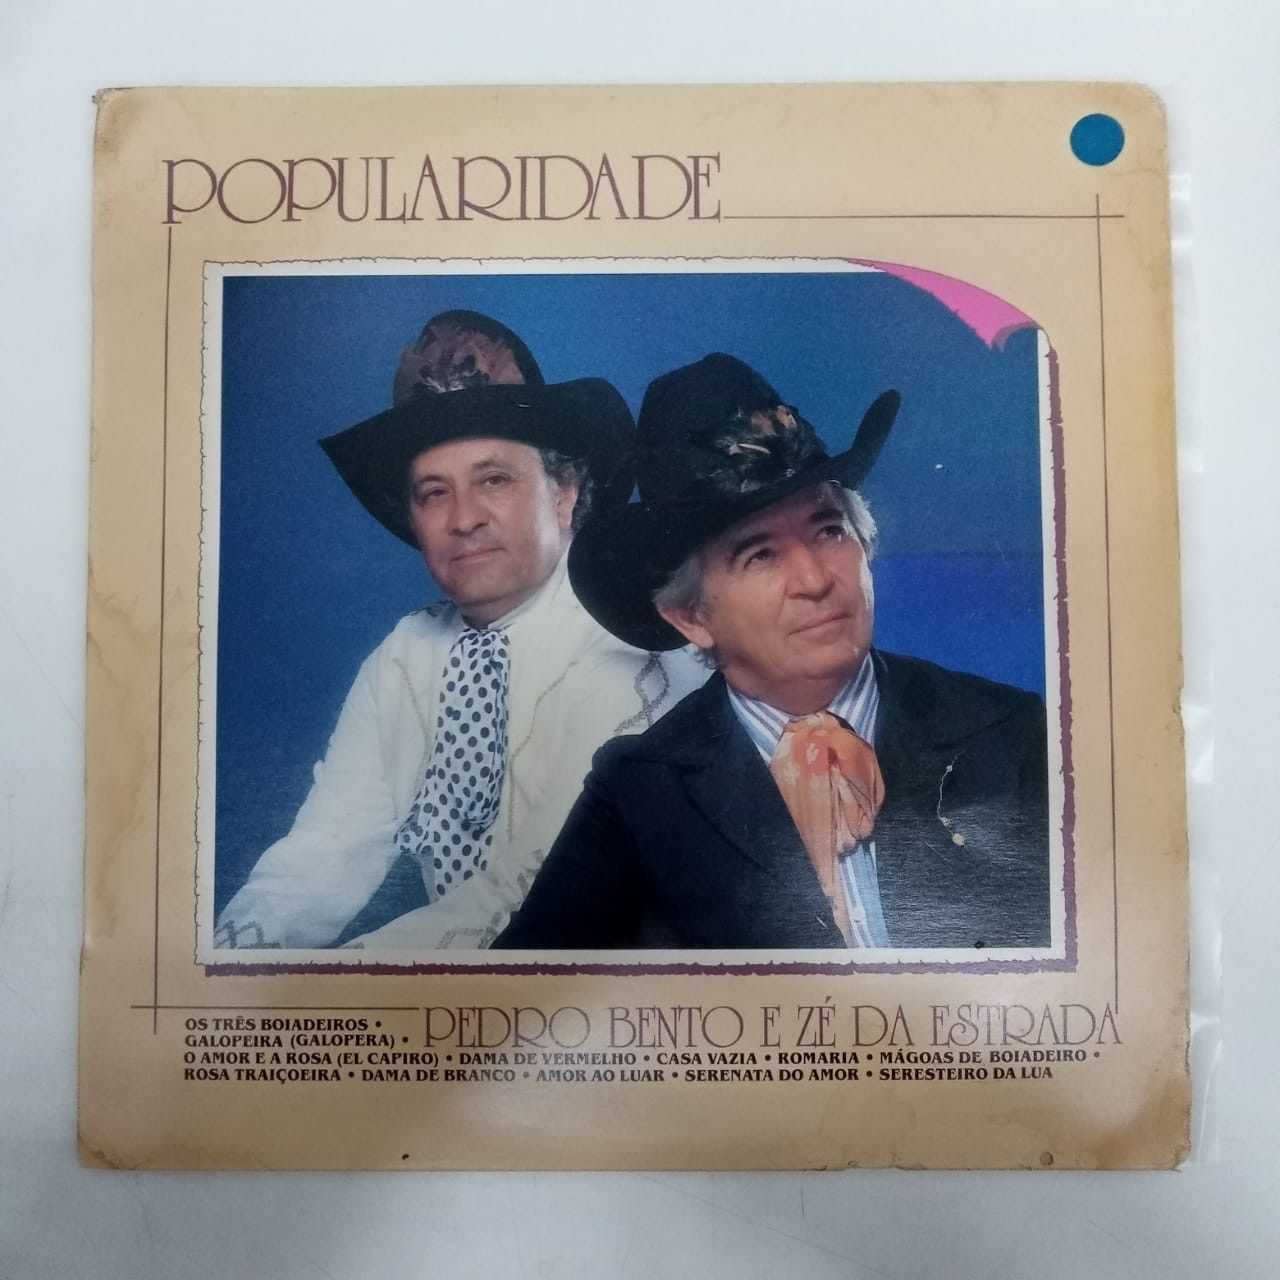 POPULARIDADE
PEDRO BENTO E ZÉ DA ESTRADA
OS TRÊS BOIADEIROS •
GALOPEIRA (GALOPERA) •
O AMOR E A ROSA (EL CAPIRO) • DAMA DE VERMELHO • CASA VAZIA • ROMARIA • MÁGOAS DE BOIADEIRO •
ROSA TRAIÇOEIRA • DAMA DE BRANCO • AMOR AO LUAR • SERENATA DO AMOR • SERESTEIRO DA LUA